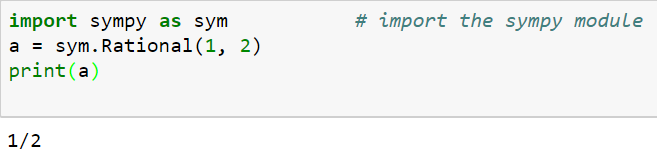 import sympy as sym # import the sympy module
a = sym.Rational(1, 2)
print(a)
1/2